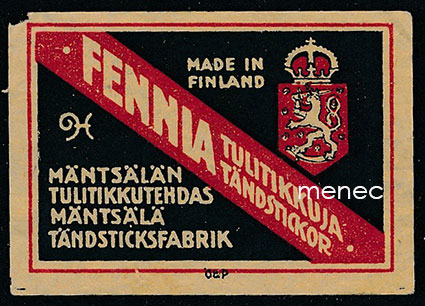 MADE IN
FINLAND
· FENNIA
TULITIKKUJA
TÄNDSTICKOR ·
MÄNTSÄLÄN
TULITIKKUTEHDAS
MÄNTSÄLÄ
TÄNDSTICKSFABRIK
menec
Ö&P